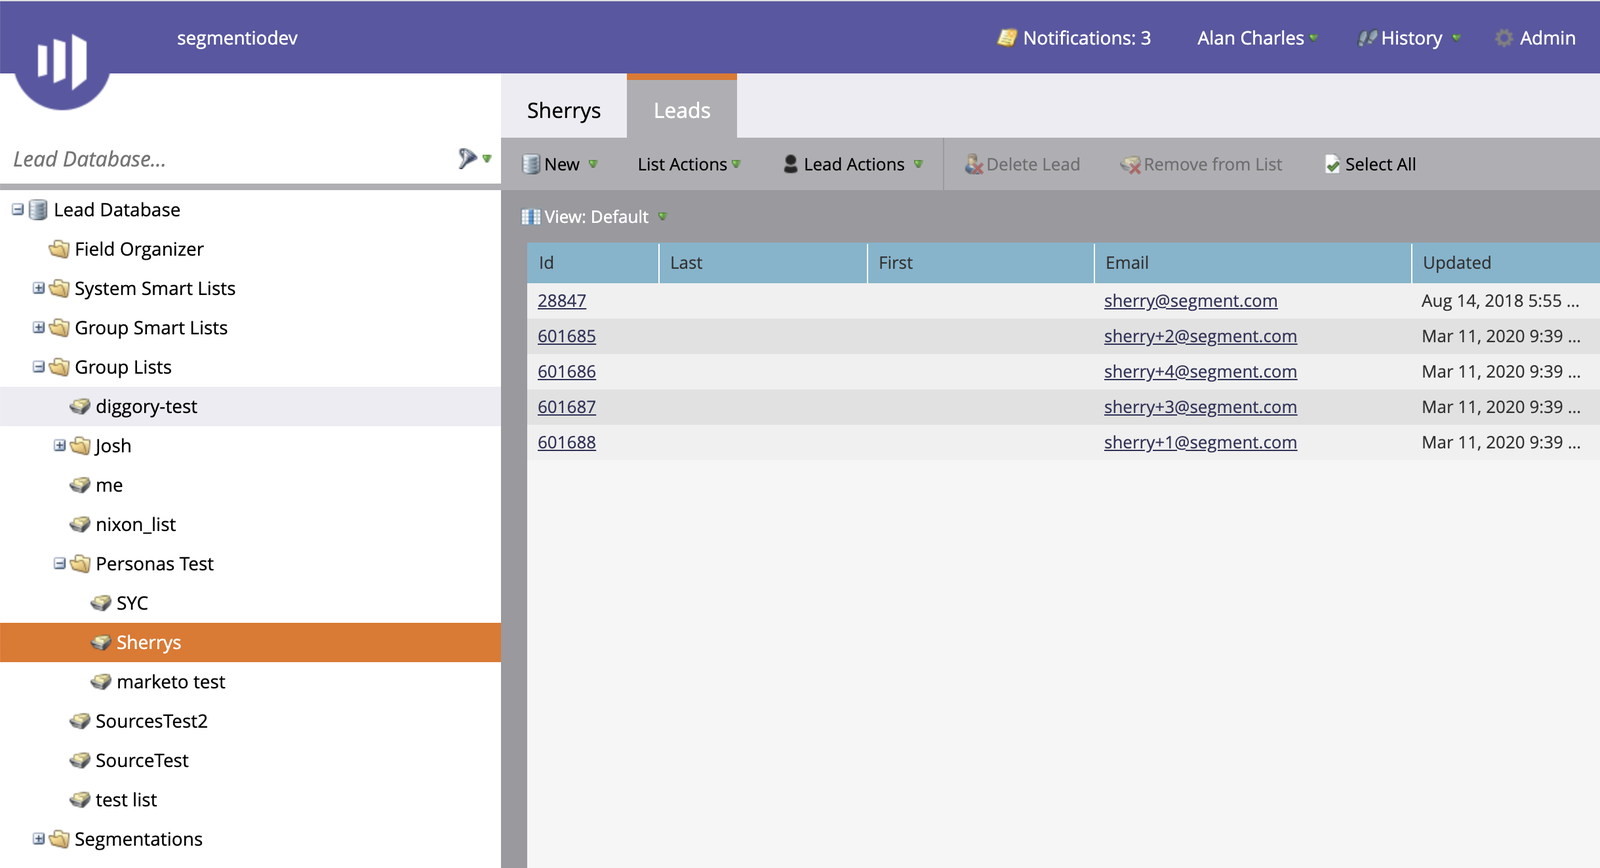 segmentiodev
Notifications: 3 Alan Charles History Admin
Sherrys Leads
Lead Database...
New List Actions Lead Actions Delete Lead Remove from List Select All
View: Default
Lead Database
Field Organizer
System Smart Lists
Group Smart Lists
Group Lists
diggory-test
Josh
me
nixon_list
Personas Test
SYC
Sherrys
marketo test
SourcesTest2
SourceTest
test list
Segmentations
Id Last First Email Updated
28847 sherry@segment.com Aug 14, 2018 5:55 ...
601685 sherry+2@segment.com Mar 11, 2020 9:39 ...
601686 sherry+4@segment.com Mar 11, 2020 9:39 ...
601687 sherry+3@segment.com Mar 11, 2020 9:39 ...
601688 sherry+1@segment.com Mar 11, 2020 9:39 ...